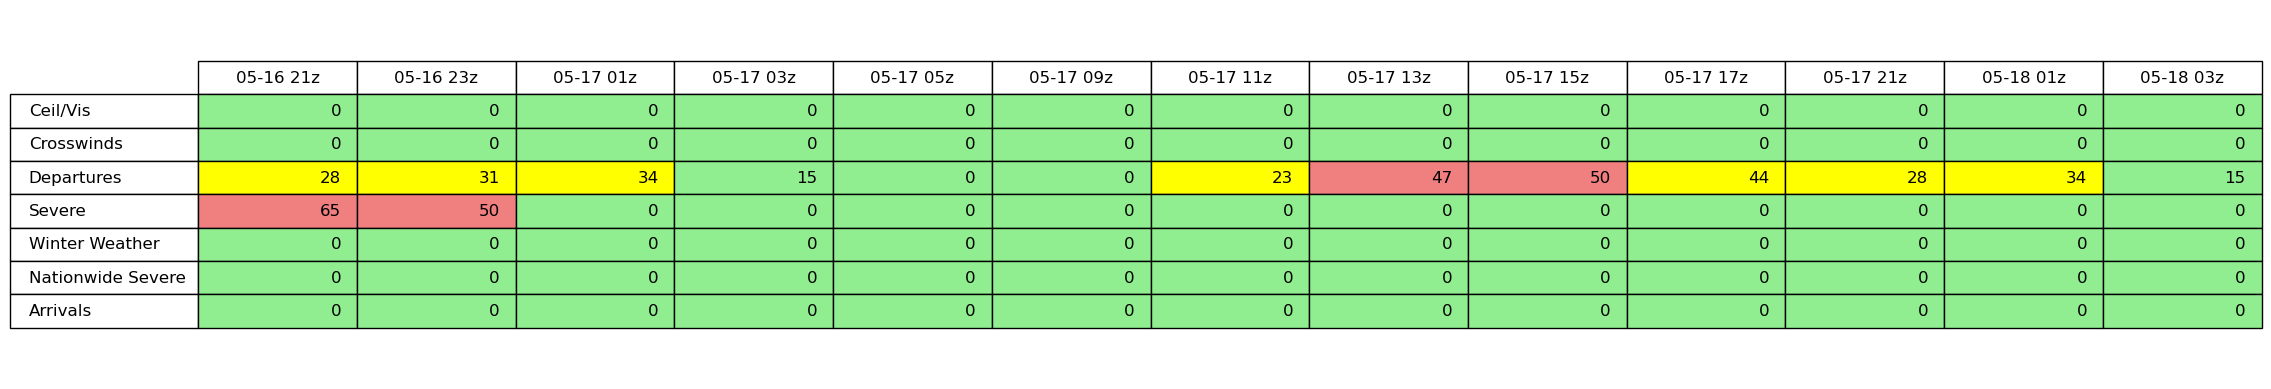 05-16 21z 05-16 23z 05-17 01z 05-17 03z 05-17 05z 05-17 09z 05-17 11z 05-17 13z 05-17 15z 05-17 17z 05-17 21z 05-18 01z 05-18 03z
Ceil/Vis 0 0 0 0 0 0 0 0 0 0 0 0 0
Crosswinds 0 0 0 0 0 0 0 0 0 0 0 0 0
Departures 28 31 34 15 0 0 23 47 50 44 28 34 15
Severe 65 50 0 0 0 0 0 0 0 0 0 0 0
Winter Weather 0 0 0 0 0 0 0 0 0 0 0 0 0
Nationwide Severe 0 0 0 0 0 0 0 0 0 0 0 0 0
Arrivals 0 0 0 0 0 0 0 0 0 0 0 0 0